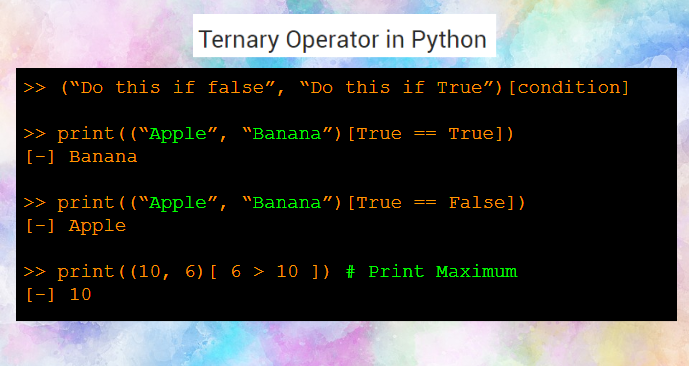 Ternary Operator in Python
>> (“Do this if false”, “Do this if True”)[condition]
>> print((“Apple”, “Banana”)[True == True])
[-] Banana
>> print((“Apple”, “Banana”)[True == False])
[-] Apple
>> print((10, 6)[ 6 > 10 ]) # Print Maximum
[-] 10